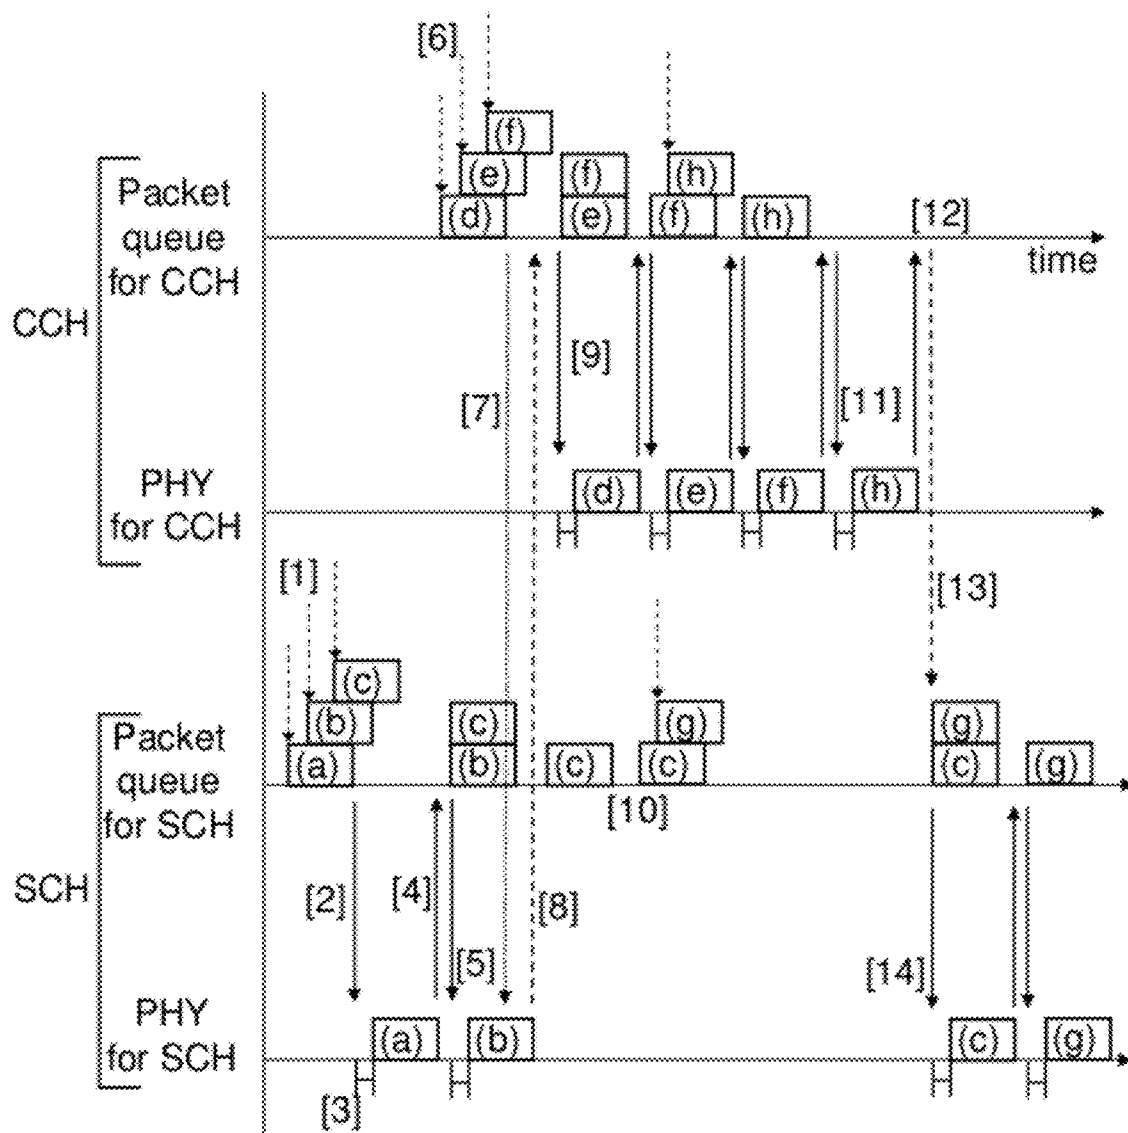 [6]
(f)
(e) (f) (h)
(d) (e) (f) (h) [12]
Packet
queue
for CCH
time
CCH
[9]
[7] [11]
PHY
for CCH
(d) (e) (f) (h)
[1] [13]
(c)
(b) (c) (g) (g)
(a) (b) (c) (c) (c) (g)
Packet
queue
for SCH
[10]
SCH
[2] [4] [8]
[5] [14]
PHY
for SCH
(a) (b) (c) (g)
[3]